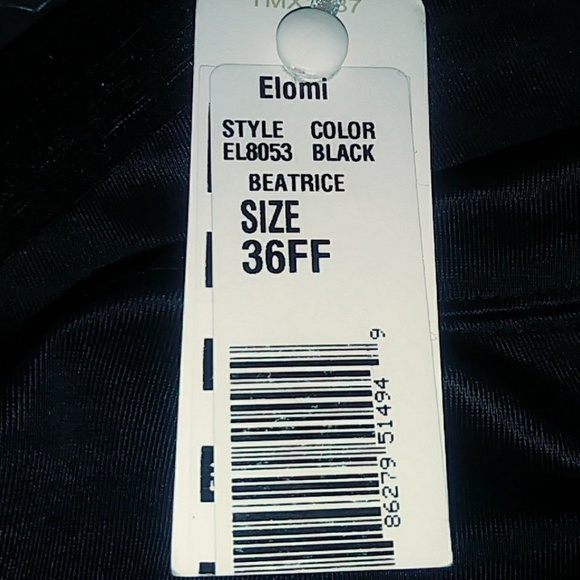 Elomi
STYLE COLOR
EL8053 BLACK
BEATRICE
SIZE
36FF
86279 51494 9